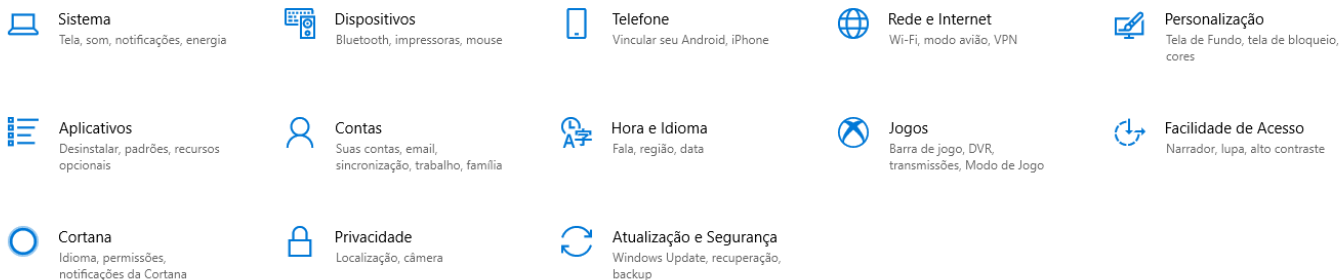 Sistema
Tela, som, notificações, energia
Dispositivos
Bluetooth, impressoras, mouse
Telefone
Vincular seu Android, iPhone
Rede e Internet
Wi-Fi, modo avião, VPN
Personalização
Tela de Fundo, tela de bloqueio,
cores
Aplicativos
Desinstalar, padrões, recursos
opcionais
Contas
Suas contas, email,
sincronização, trabalho, família
Hora e Idioma
Fala, região, data
Jogos
Barra de jogo, DVR,
transmissões, Modo de Jogo
Facilidade de Acesso
Narrador, lupa, alto contraste
Cortana
Idioma, permissões,
notificações da Cortana
Privacidade
Localização, câmera
Atualização e Segurança
Windows Update, recuperação,
backup